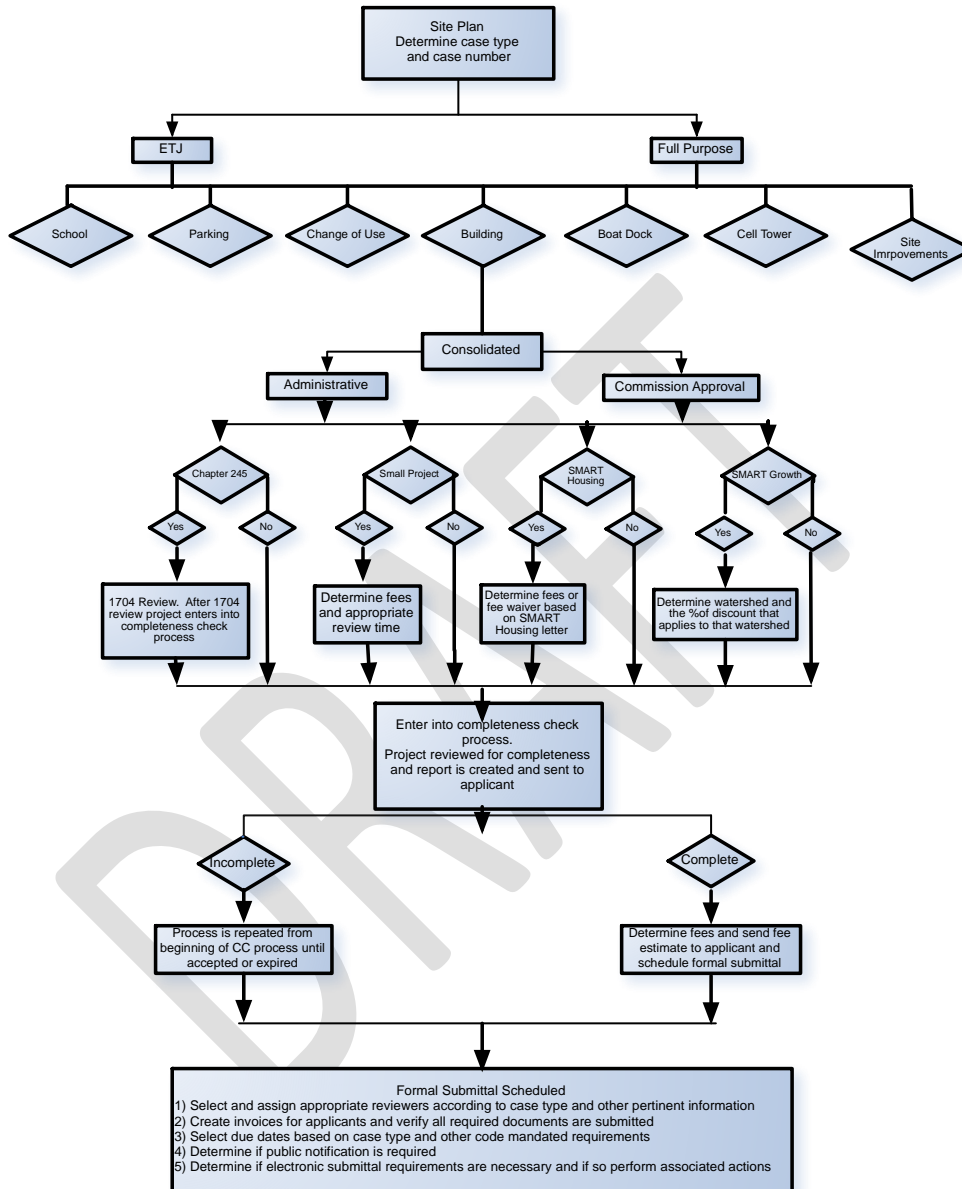 Site Plan
Determine case type
and case number
ETJ
Full Purpose
School
Parking
Change of Use
Building
Boat Dock
Cell Tower
Site
Imrpovements
Consolidated
Administrative
Commission Approval
Chapter 245
Small Project
SMART
Housing
SMART Growth
Yes
No
Yes
No
Yes
No
Yes
No
1704 Review. After 1704
review project enters into
completeness check
process
Determine fees
and appropriate
review time
Determine fees or
fee waiver based
on SMART
Housing letter
Determine watershed and
the %of discount that
applies to that watershed
Enter into completeness check
process.
Project reviewed for completeness
and report is created and sent to
applicant
Incomplete
Complete
Process is repeated from
beginning of CC process until
accepted or expired
Determine fees and send fee
estimate to applicant and
schedule formal submittal
Formal Submittal Scheduled
1) Select and assign appropriate reviewers according to case type and other pertinent information
2) Create invoices for applicants and verify all required documents are submitted
3) Select due dates based on case type and other code mandated requirements
4) Determine if public notification is required
5) Determine if electronic submittal requirements are necessary and if so perform associated actions
DRAFT